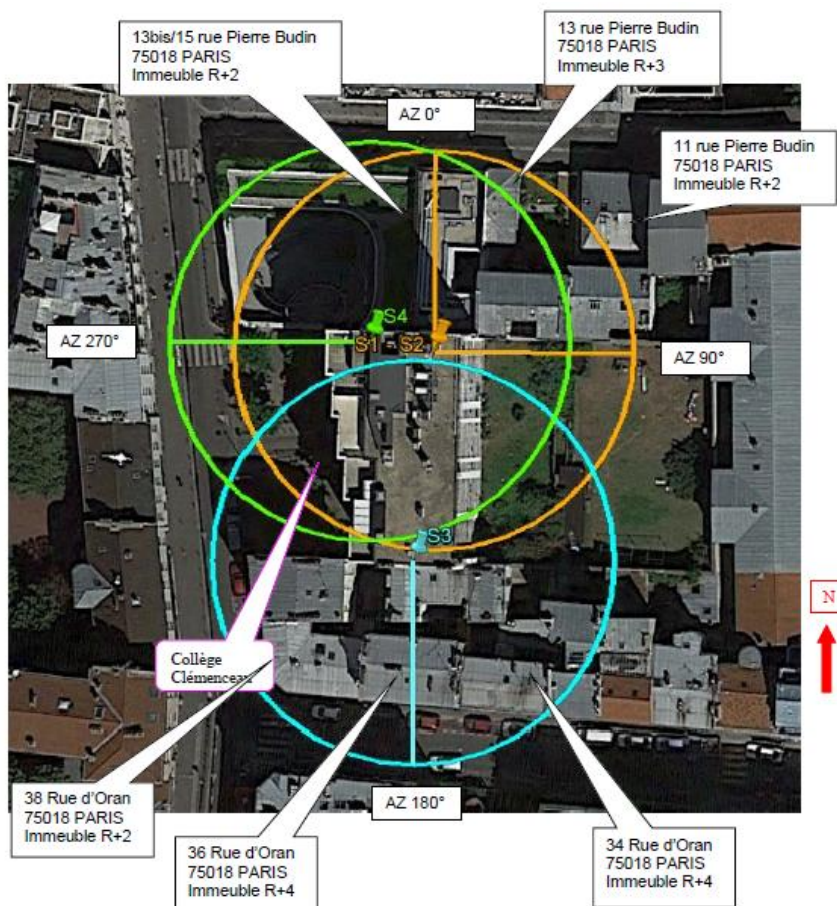 13bis/15 rue Pierre Budin
75018 PARIS
Immeuble R+2
13 rue Pierre Budin
75018 PARIS
Immeuble R+3
AZ 0°
11 rue Pierre Budin
75018 PARIS
Immeuble R+2
S4
AZ 270°
S1
S2
AZ 90°
S3
N
Collège
Clémenceau
38 Rue d'Oran
75018 PARIS
Immeuble R+2
AZ 180°
36 Rue d'Oran
75018 PARIS
Immeuble R+4
34 Rue d'Oran
75018 PARIS
Immeuble R+4